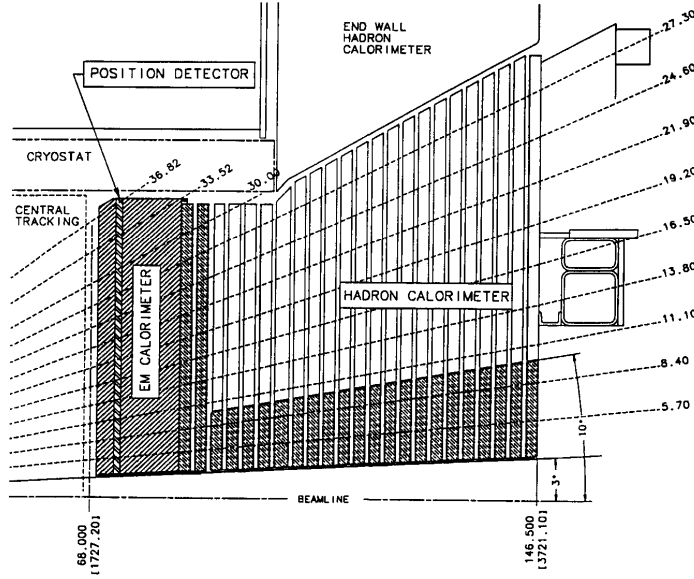 END WALL
HADRON
CALORIMETER
27.30
24.60
POSITION DETECTOR
21.90
CRYOSTAT
36.82
33.52
30.00
19.20
CENTRAL
TRACKING
16.50
EM CALORIMETER
HADRON CALORIMETER
13.80
11.10
8.40
5.70
10°
3°
BEAMLINE
68.000
[1727.20]
146.500
[3721.10]